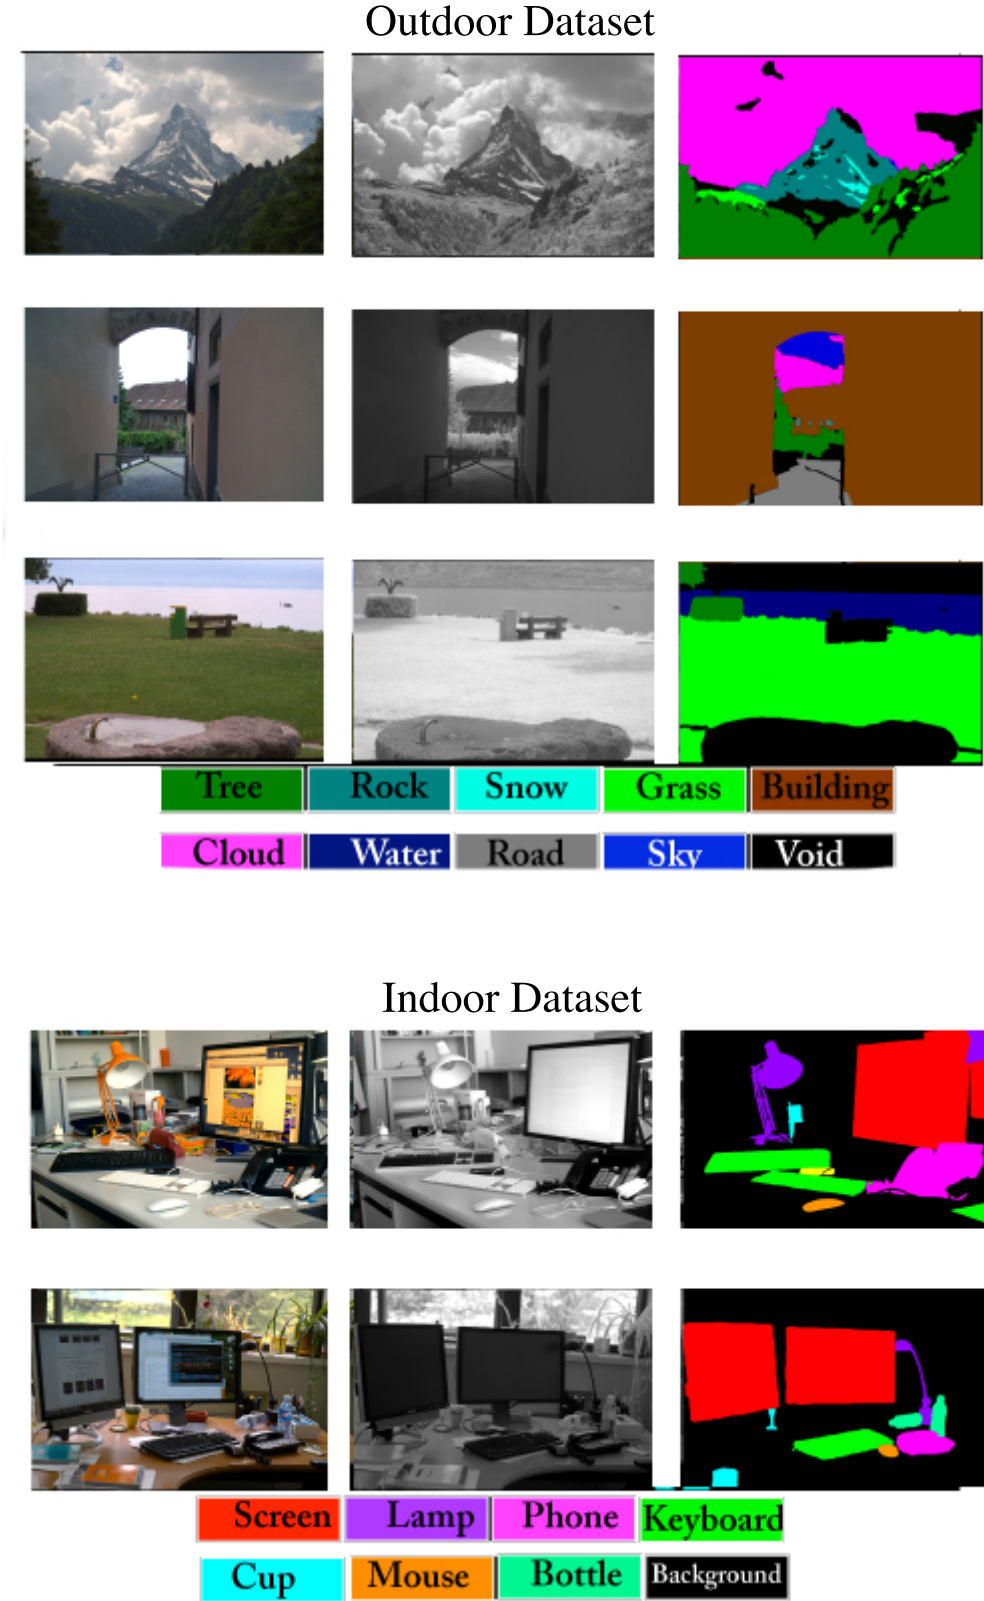 Outdoor Dataset
Tree Rock Snow Grass Building
Cloud Water Road Sky Void
Indoor Dataset
Screen Lamp Phone Keyboard
Cup Mouse Bottle Background